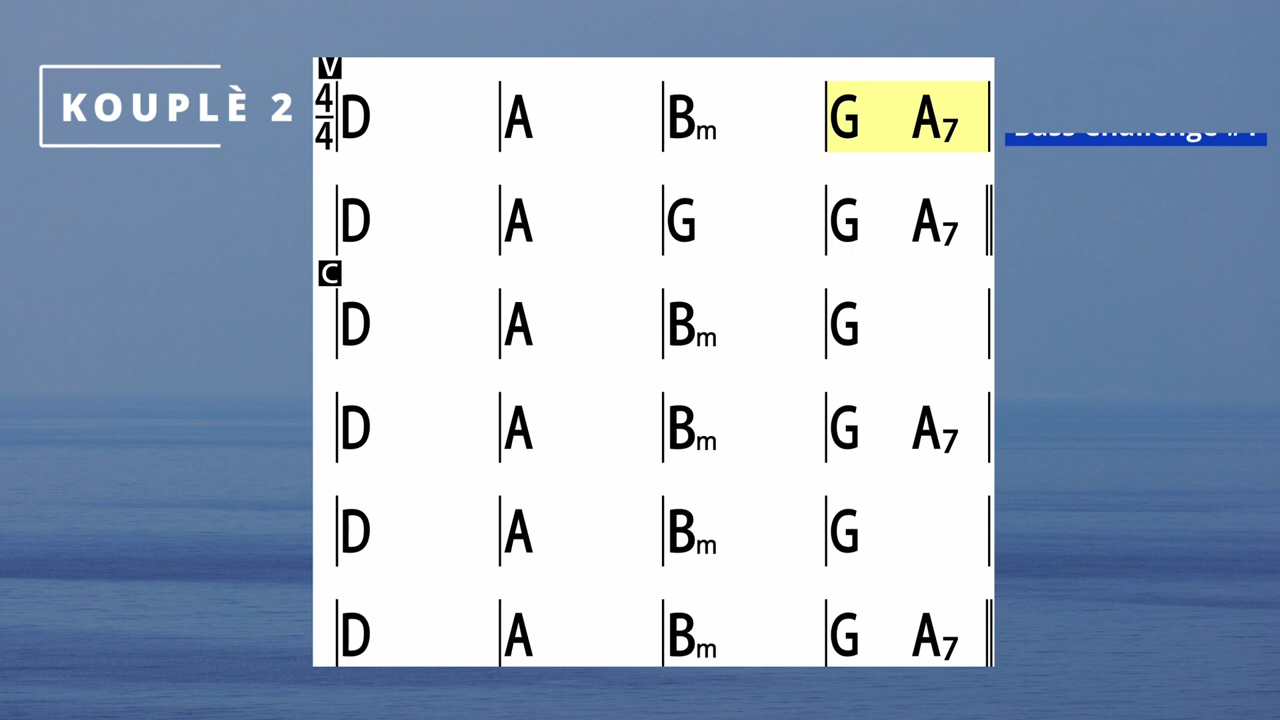 KOUPLÈ 2
V
4/4 D A Bm G A7
D A G G A7
C
D A Bm G
D A Bm G A7
D A Bm G
D A Bm G A7